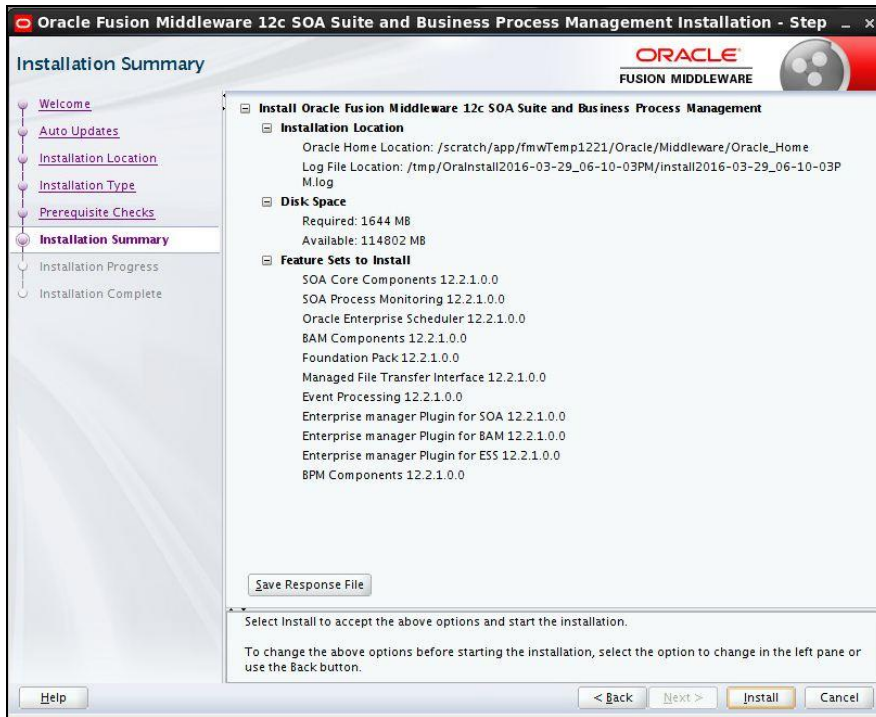 Oracle Fusion Middleware 12c SOA Suite and Business Process Management Installation - Step
Installation Summary
ORACLE
FUSION MIDDLEWARE
Welcome
Auto Updates
Installation Location
Installation Type
Prerequisite Checks
Installation Summary
Installation Progress
Installation Complete
Install Oracle Fusion Middleware 12c SOA Suite and Business Process Management
Installation Location
Oracle Home Location: /scratch/app/fmwTemp1221/Oracle/Middleware/Oracle_Home
Log File Location: /tmp/OraInstall2016-03-29_06-10-03PM/install2016-03-29_06-10-03P
M.log
Disk Space
Required: 1644 MB
Available: 114802 MB
Feature Sets to Install
SOA Core Components 12.2.1.0.0
SOA Process Monitoring 12.2.1.0.0
Oracle Enterprise Scheduler 12.2.1.0.0
BAM Components 12.2.1.0.0
Foundation Pack 12.2.1.0.0
Managed File Transfer Interface 12.2.1.0.0
Event Processing 12.2.1.0.0
Enterprise manager Plugin for SOA 12.2.1.0.0
Enterprise manager Plugin for BAM 12.2.1.0.0
Enterprise manager Plugin for ESS 12.2.1.0.0
BPM Components 12.2.1.0.0
Save Response File
Select Install to accept the above options and start the installation.
To change the above options before starting the installation, select the option to change in the left pane or
use the Back button.
Help
< Back
Next >
Install
Cancel